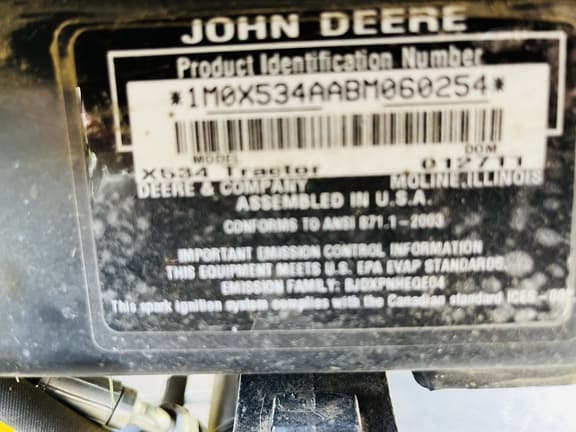 JOHN DEERE
Product Identification Number
*1M0X534AABM060254*
MODEL DOM
X534 Tractor 012711
DEERE & COMPANY MOLINE, ILLINOIS
ASSEMBLED IN U.S.A.
CONFORMS TO ANSI B71.1-2003
IMPORTANT EMISSION CONTROL INFORMATION
THIS EQUIPMENT MEETS U.S. EPA EVAP STANDARDS
EMISSION FAMILY:
This spark ignition system complies with the Canadian standard